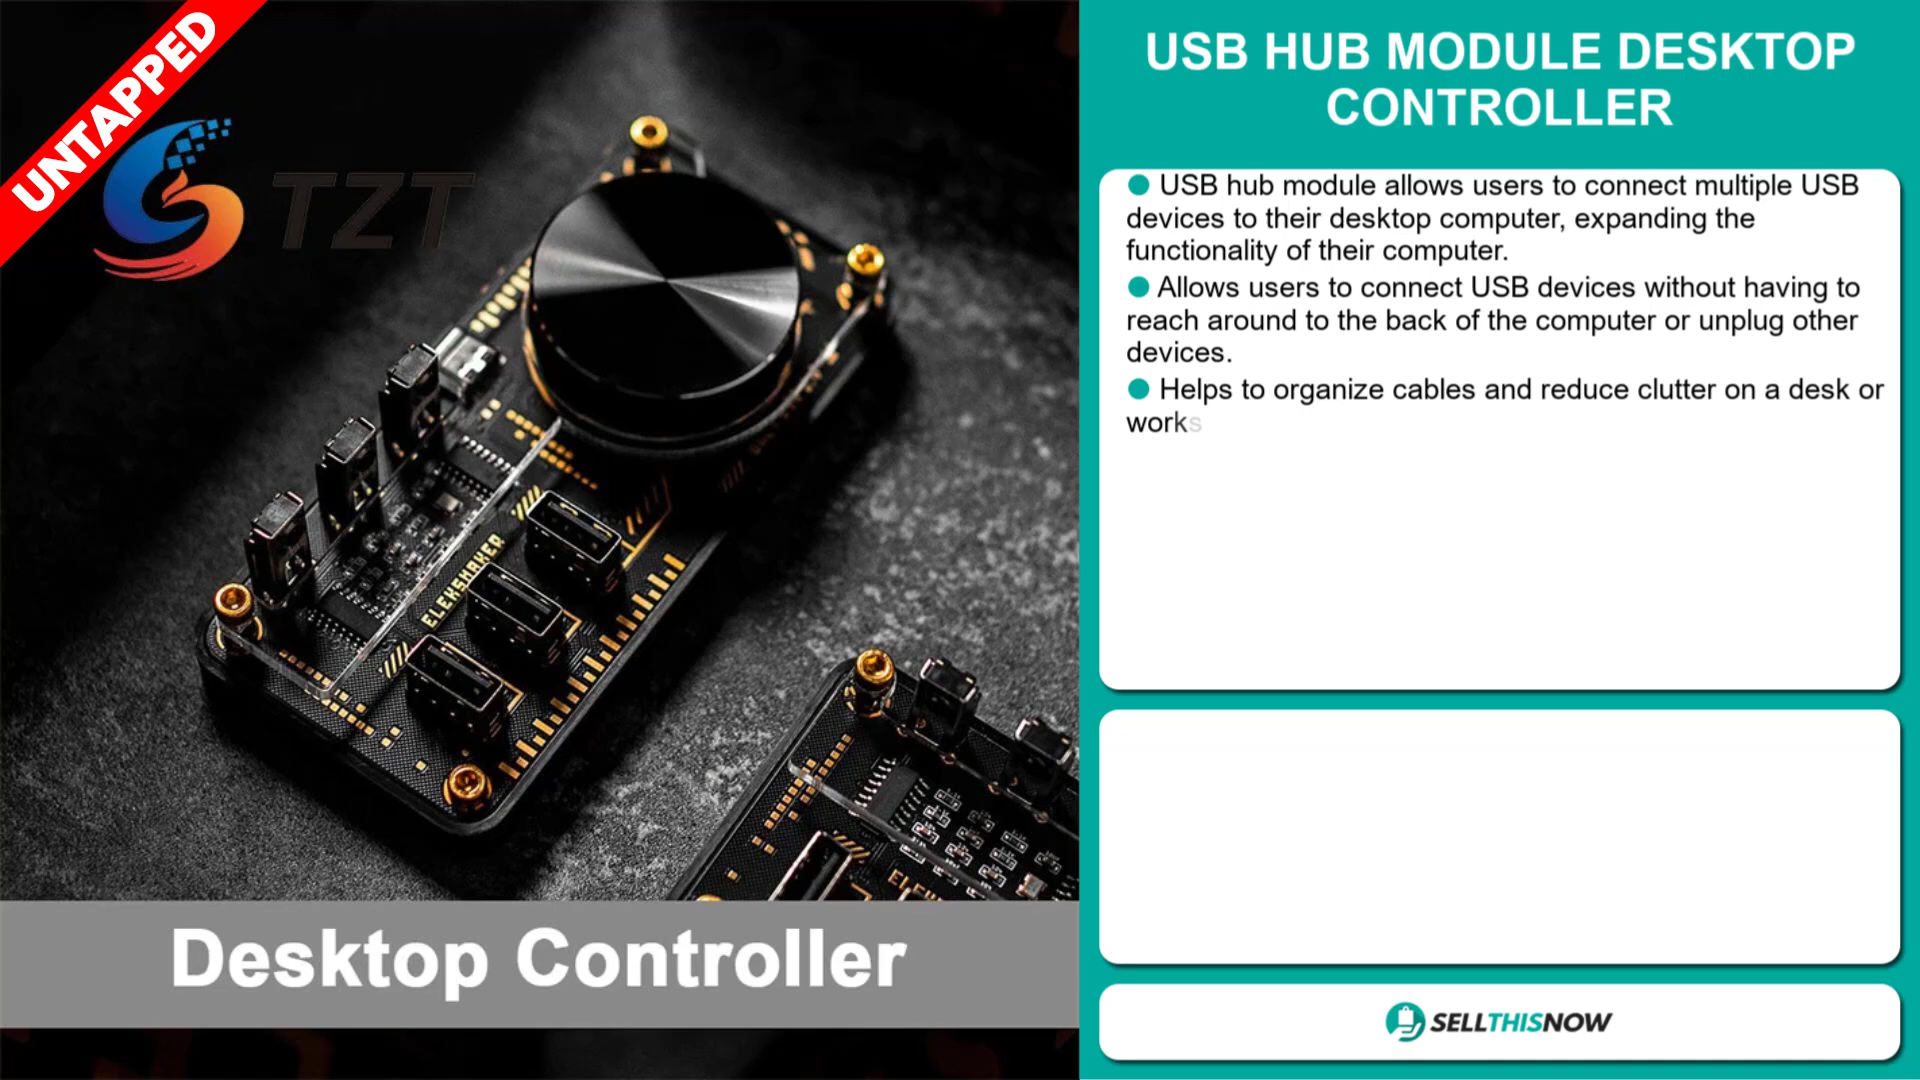 UNTAPPED
TZT
ELEKSMAKER
Desktop Controller
USB HUB MODULE DESKTOP
CONTROLLER
● USB hub module allows users to connect multiple USB
devices to their desktop computer, expanding the
functionality of their computer.
● Allows users to connect USB devices without having to
reach around to the back of the computer or unplug other
devices.
● Helps to organize cables and reduce clutter on a desk or
works
SELLTHISNOW